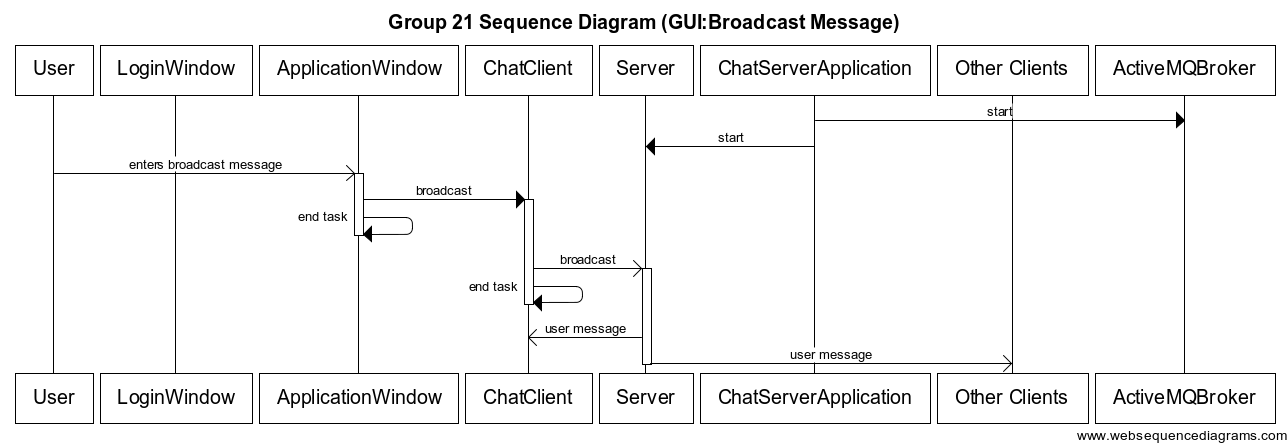 Group 21 Sequence Diagram (GUI:Broadcast Message)
User LoginWindow ApplicationWindow ChatClient Server ChatServerApplication Other Clients ActiveMQBroker
start
start
enters broadcast message
broadcast
end task
broadcast
end task
user message
user message
User LoginWindow ApplicationWindow ChatClient Server ChatServerApplication Other Clients ActiveMQBroker
www.websequencediagrams.com